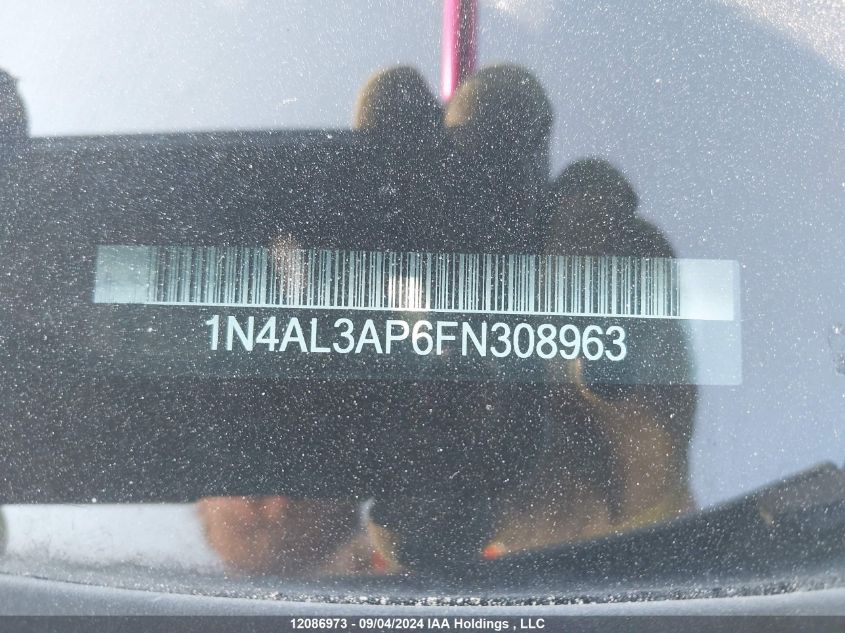 1N4AL3AP6FN308963
12086973 - 09/04/2024 IAA Holdings , LLC